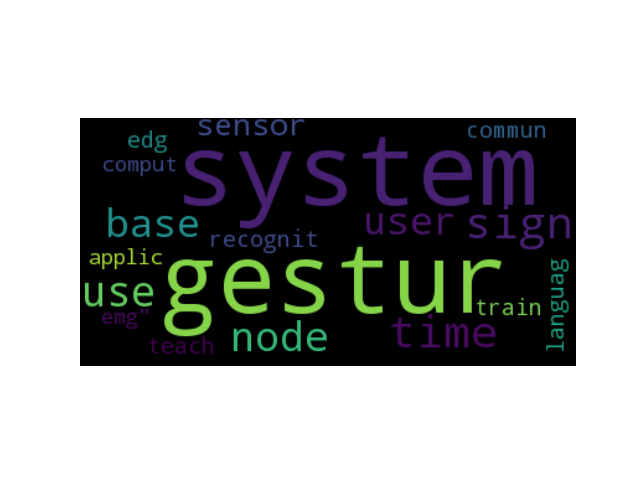 sensor
commun
edg
system
comput
base
user
sign
recognit
applic
gestur
languag
use
train
emg"
time
node
teach